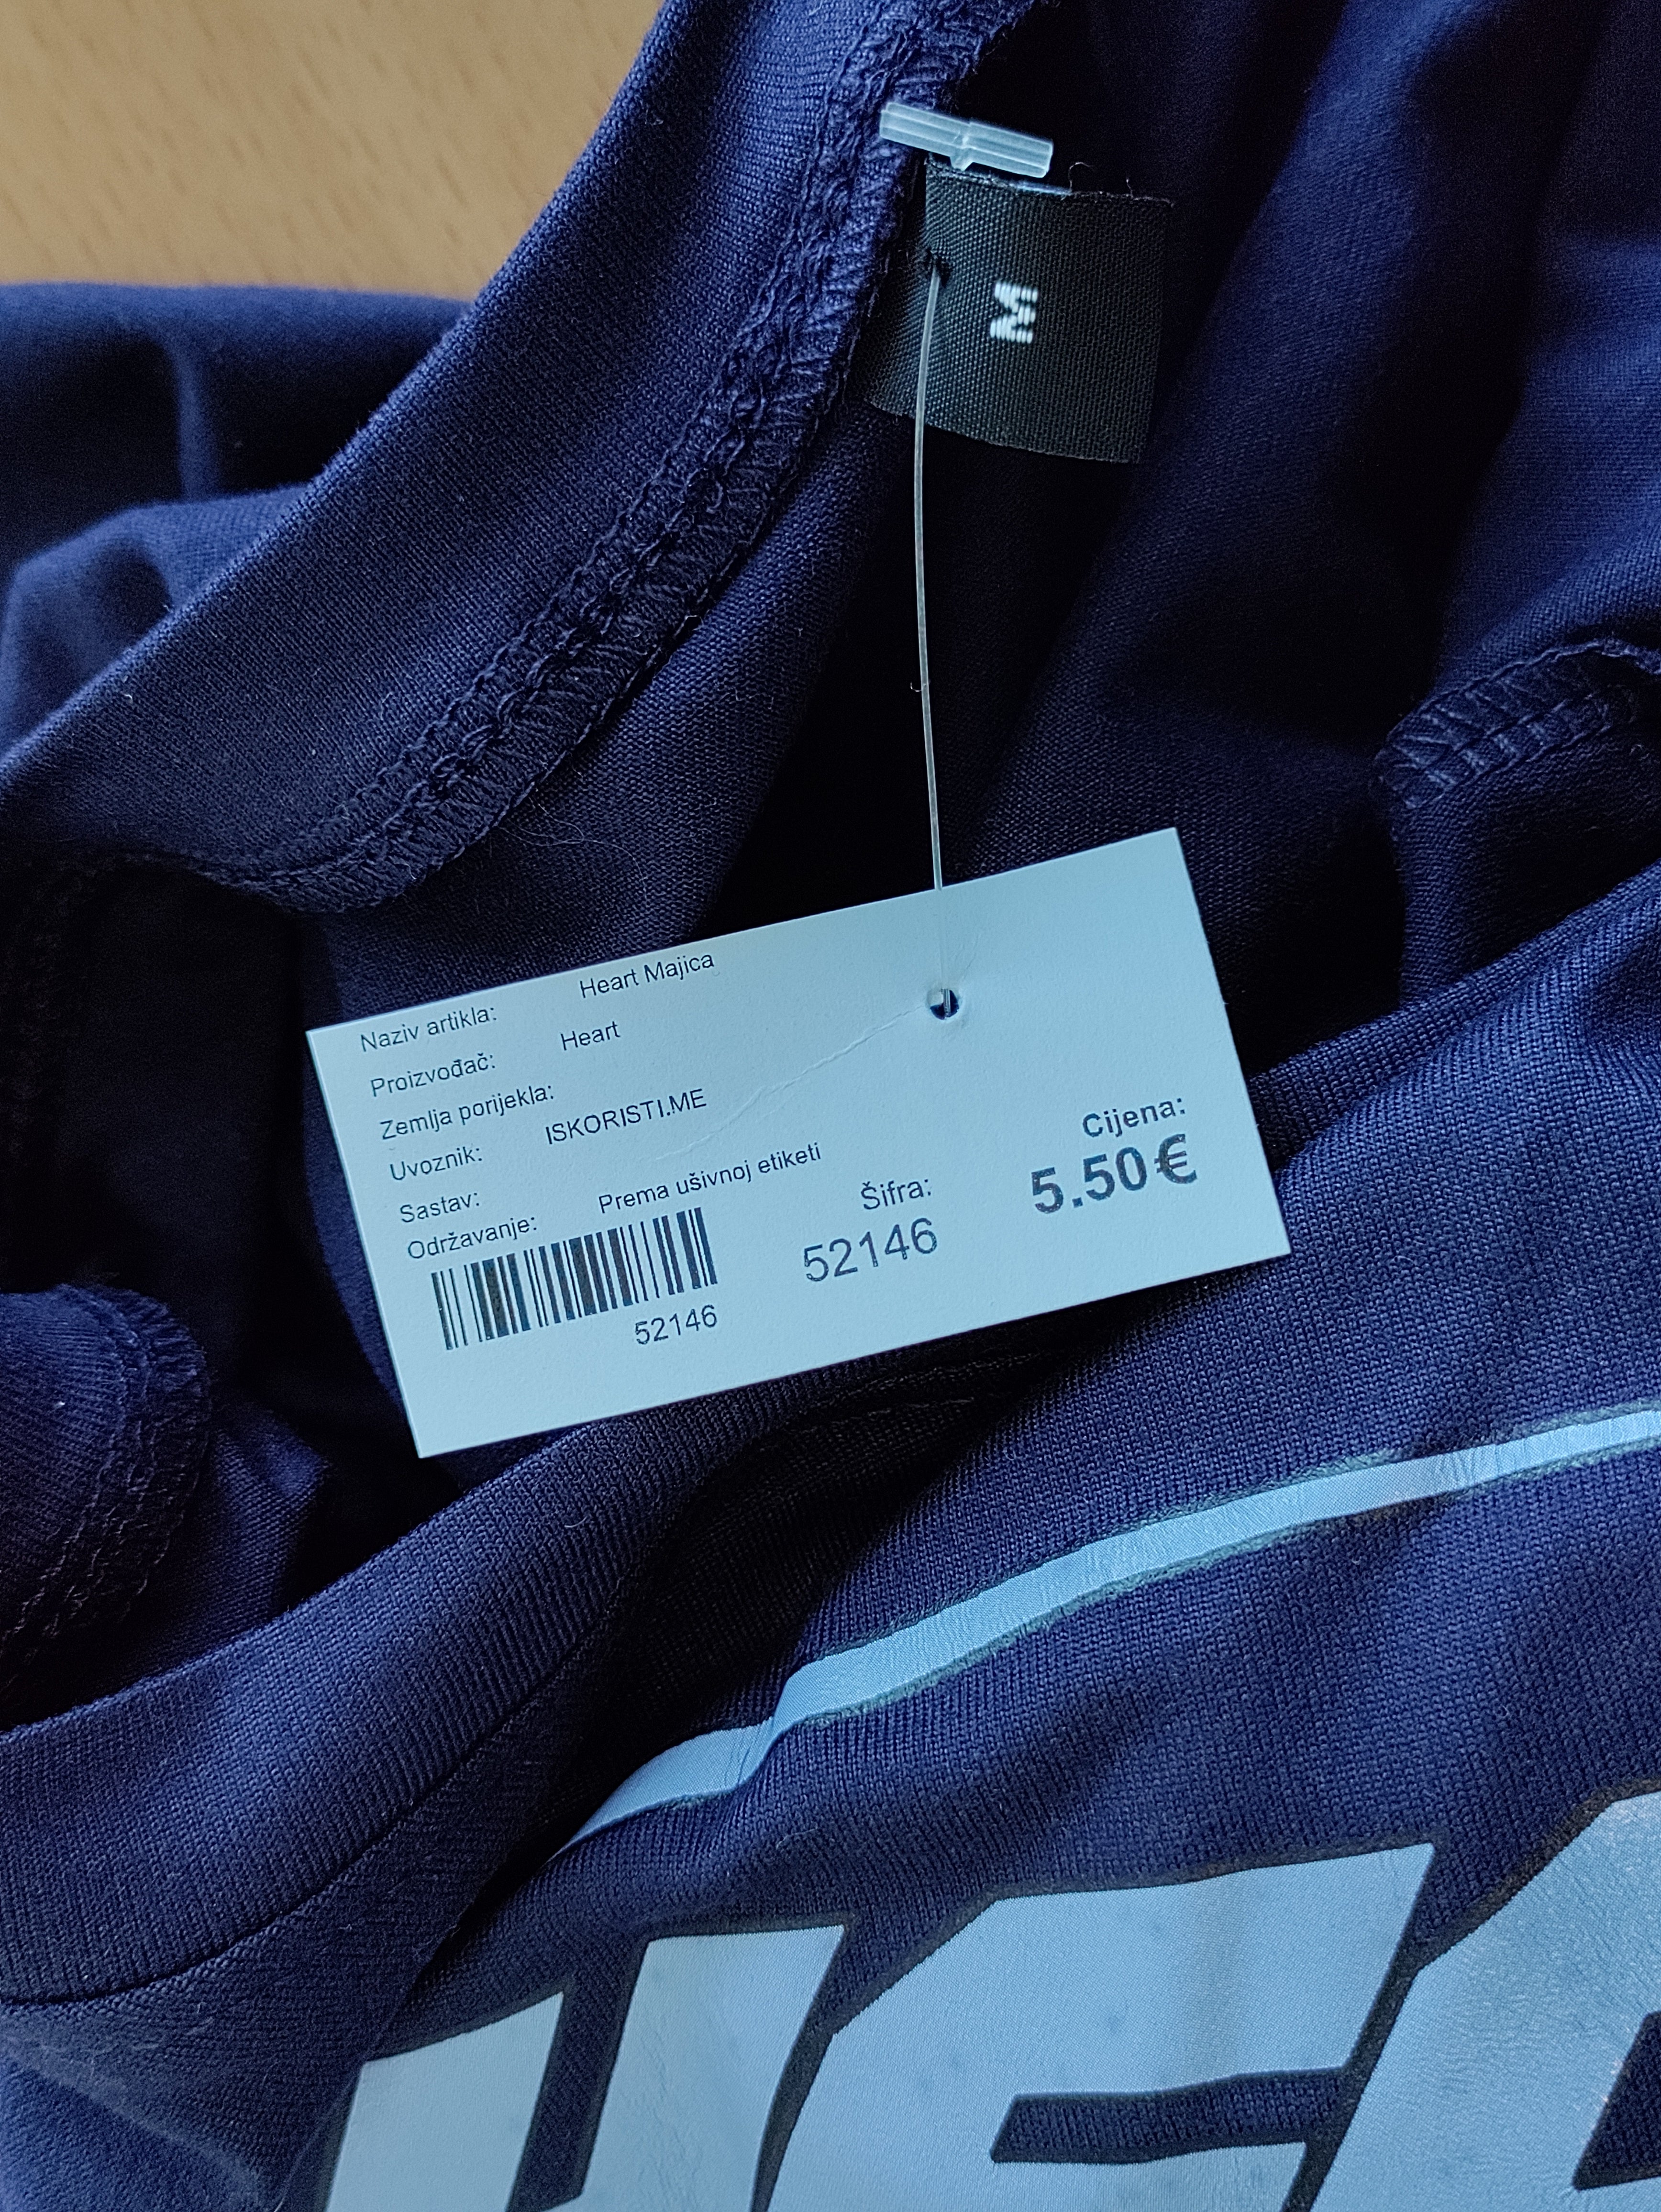 M
Naziv artikla: Heart Majica
Proizvođač: Heart
Zemlja porijekla:
Uvoznik: ISKORISTI.ME
Sastav:
Održavanje: Prema ušivnoj etiketi
52146
Šifra:
52146
Cijena:
5.50€
HE